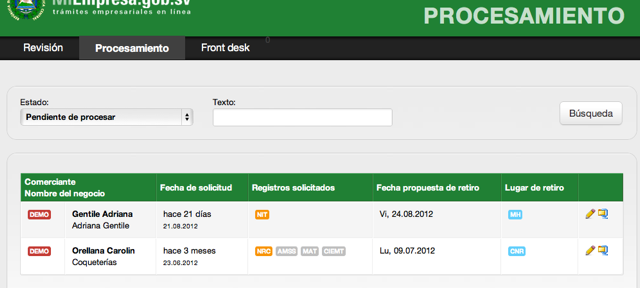 MiEmpresa.gob.sv
trámites empresariales en línea
PROCESAMIENTO
Revisión Procesamiento Front desk
Estado: Texto:
Pendiente de procesar Búsqueda
Comerciante
Nombre del negocio Fecha de solicitud Registros solicitados Fecha propuesta de retiro Lugar de retiro
DEMO Gentile Adriana hace 21 días NIT Vi, 24.08.2012 MH
Adriana Gentile 21.08.2012
DEMO Orellana Carolin hace 3 meses NRC AMSS MAT CIEMT Lu, 09.07.2012 CNR
Coqueterías 23.06.2012